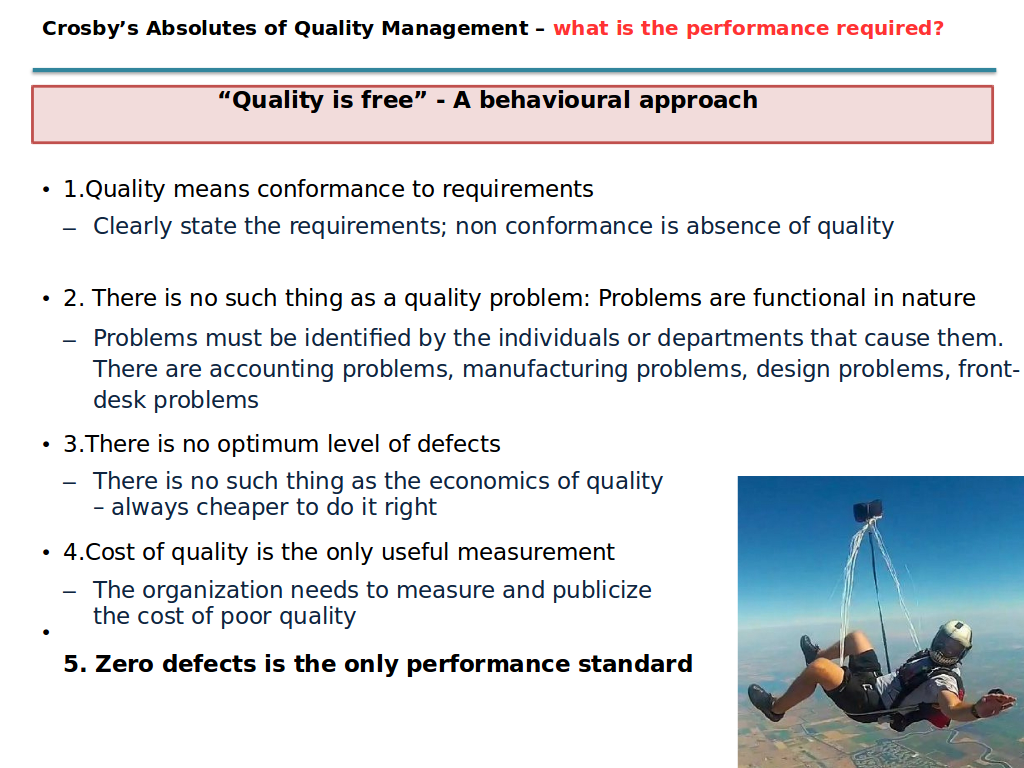 Crosby’s Absolutes of Quality Management – what is the performance required?
“Quality is free” - A behavioural approach
• 1.Quality means conformance to requirements
– Clearly state the requirements; non conformance is absence of quality
• 2. There is no such thing as a quality problem: Problems are functional in nature
– Problems must be identified by the individuals or departments that cause them.
There are accounting problems, manufacturing problems, design problems, front-
desk problems
• 3.There is no optimum level of defects
– There is no such thing as the economics of quality
– always cheaper to do it right
• 4.Cost of quality is the only useful measurement
– The organization needs to measure and publicize
the cost of poor quality
•
5. Zero defects is the only performance standard